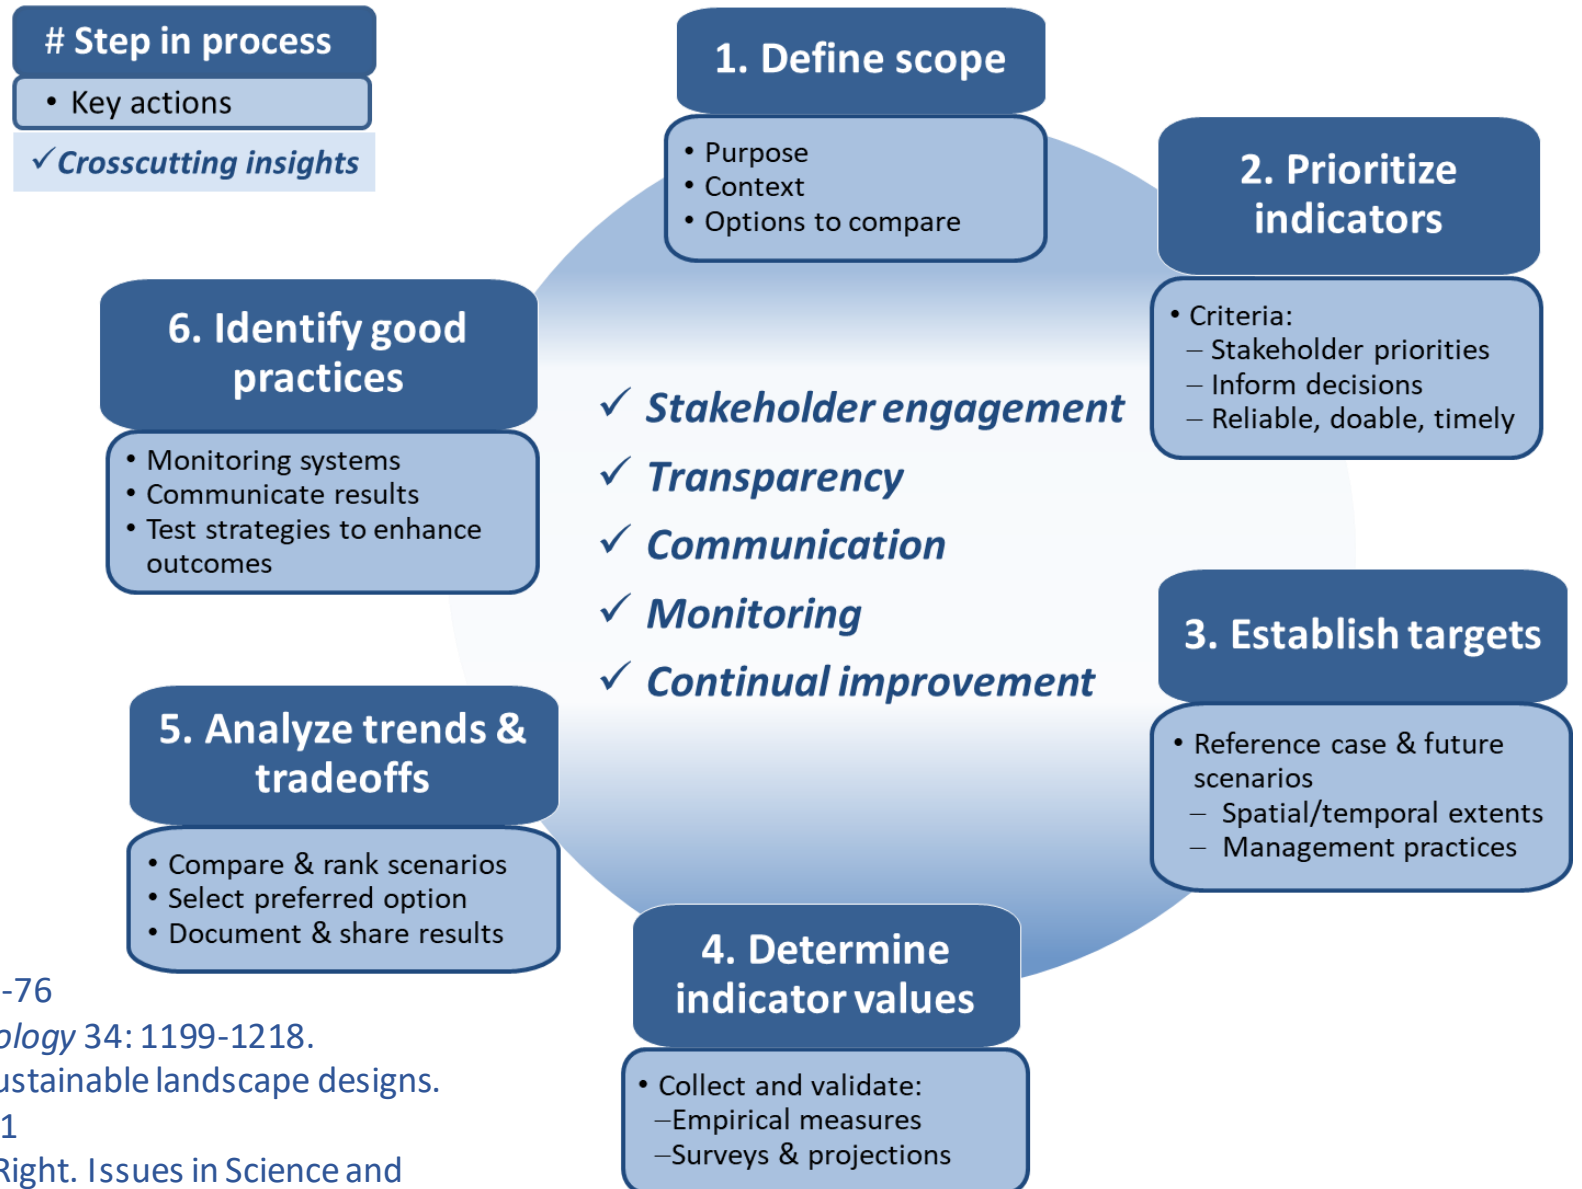 # Step in process
• Key actions
✓Crosscutting insights
1. Define scope
• Purpose
• Context
• Options to compare
2. Prioritize
indicators
• Criteria:
– Stakeholder priorities
– Inform decisions
– Reliable, doable, timely
3. Establish targets
• Reference case & future
scenarios
– Spatial/temporal extents
– Management practices
4. Determine
indicator values
• Collect and validate:
–Empirical measures
–Surveys & projections
5. Analyze trends &
tradeoffs
• Compare & rank scenarios
• Select preferred option
• Document & share results
6. Identify good
practices
• Monitoring systems
• Communicate results
• Test strategies to enhance
outcomes
✓ Stakeholder engagement
✓ Transparency
✓ Communication
✓ Monitoring
✓ Continual improvement
-76
ology 34: 1199-1218.
ustainable landscape designs.
1
Right. Issues in Science and